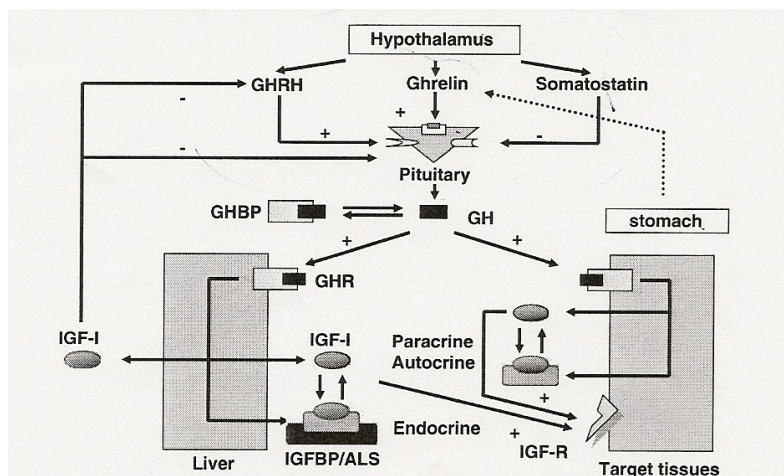 Hypothalamus
GHRH
Ghrelin
Somatostatin
-
+
+
-
-
Pituitary
GHBP
GH
stomach
+
+
GHR
IGF-I
IGF-I
Paracrine
Autocrine
+
Endocrine
+
IGF-R
Liver
IGFBP/ALS
Target tissues